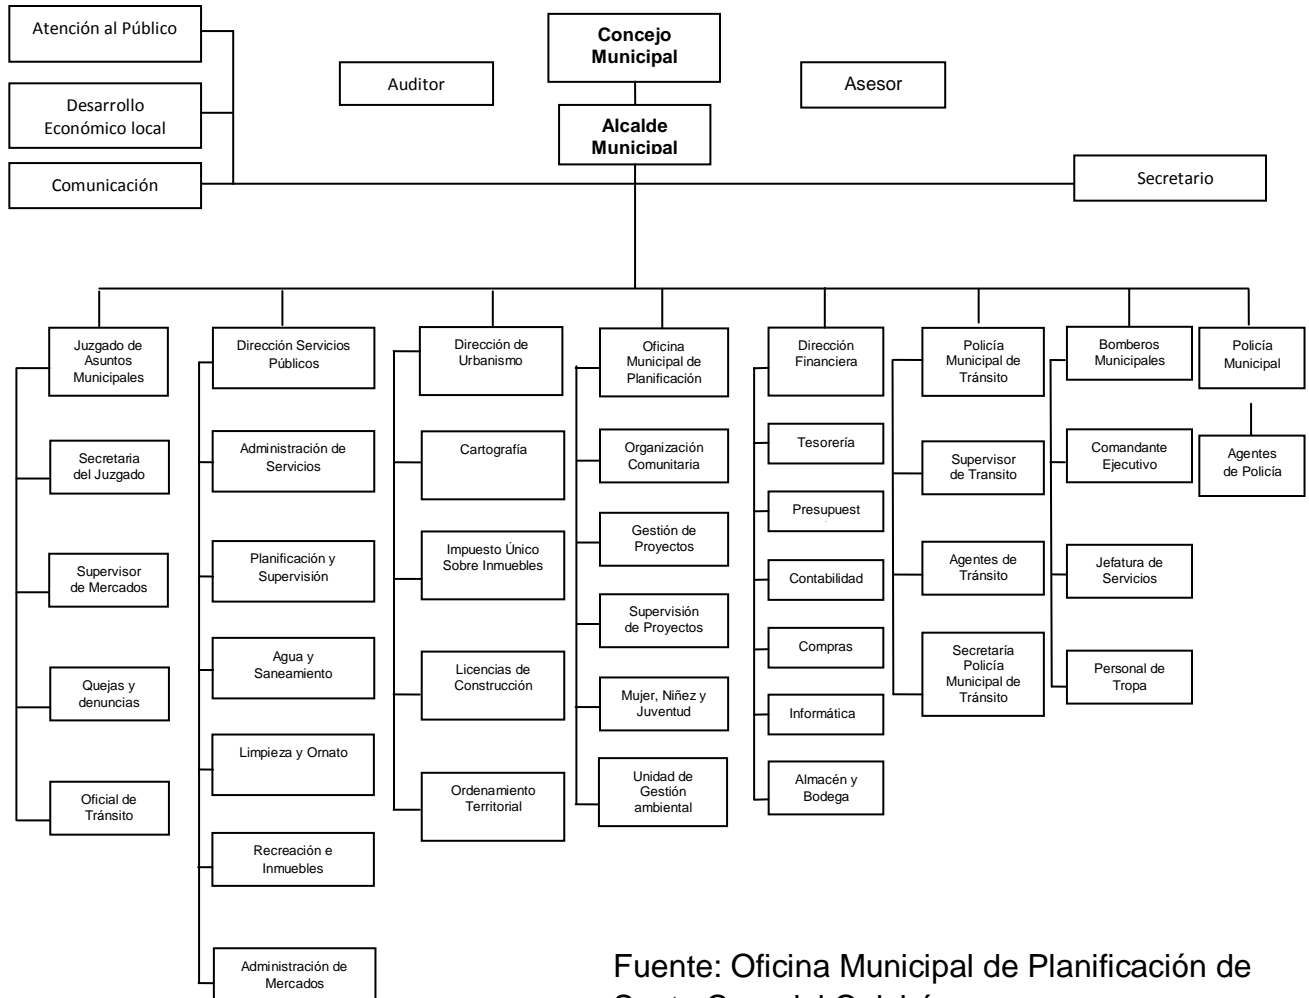 Atención al Público
Concejo
Municipal
Auditor
Asesor
Desarrollo
Económico local
Alcalde
Municipal
Comunicación
Secretario
Juzgado de
Asuntos
Municipales
Secretaria
del Juzgado
Supervisor
de Mercados
Quejas y
denuncias
Oficial de
Tránsito
Dirección Servicios
Públicos
Administración de
Servicios
Planificación y
Supervisión
Agua y
Saneamiento
Limpieza y Ornato
Recreación e
Inmuebles
Administración de
Mercados
Dirección de
Urbanismo
Cartografía
Impuesto Único
Sobre Inmuebles
Licencias de
Construcción
Ordenamiento
Territorial
Oficina
Municipal de
Planificación
Organización
Comunitaria
Gestión de
Proyectos
Supervisión
de Proyectos
Mujer, Niñez y
Juventud
Unidad de
Gestión
ambiental
Dirección
Financiera
Tesorería
Presupuest
Contabilidad
Compras
Informática
Almacén y
Bodega
Policía
Municipal de
Tránsito
Supervisor
de Transito
Agentes de
Tránsito
Secretaría
Policía
Municipal de
Tránsito
Bomberos
Municipales
Comandante
Ejecutivo
Jefatura de
Servicios
Personal de
Tropa
Policía
Municipal
Agentes
de Policía
Fuente: Oficina Municipal de Planificación de